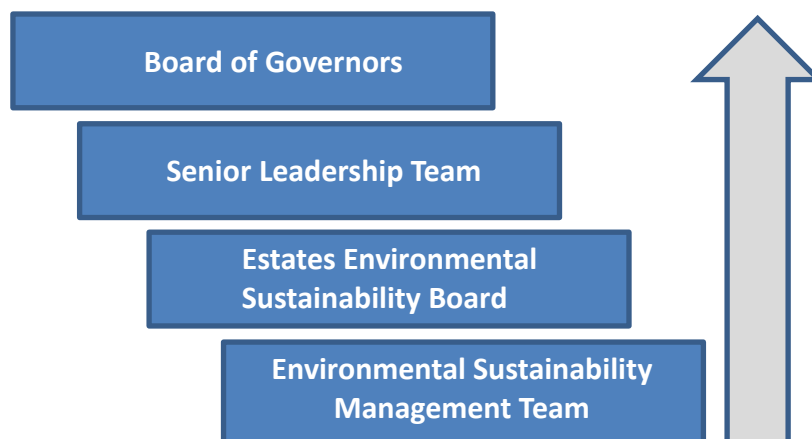 Board of Governors
Senior Leadership Team
Estates Environmental
Sustainability Board
Environmental Sustainability
Management Team